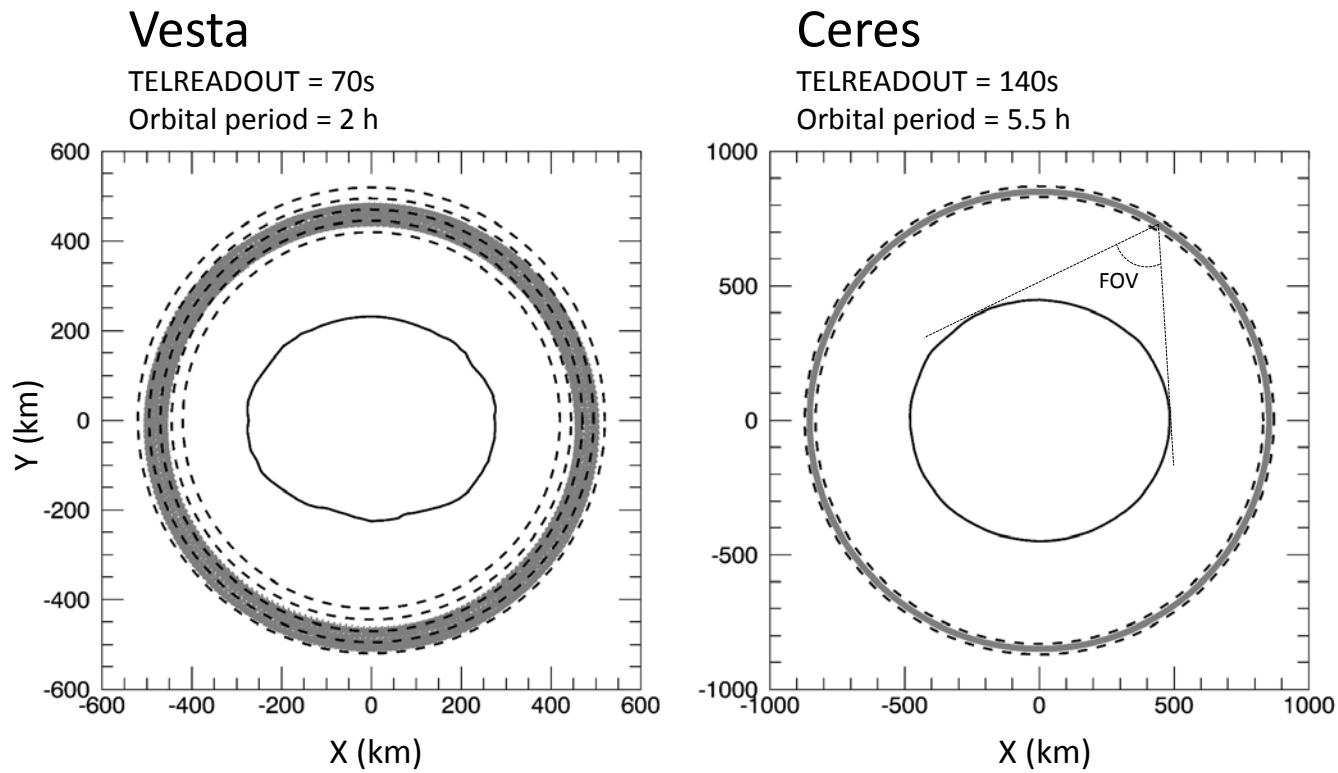 Vesta
TELREADOUT = 70s
Orbital period = 2 h
600
400
200
0
-200
-400
-600
-600
-400
-200
0
200
400
600
Y (km)
X (km)
Ceres
TELREADOUT = 140s
Orbital period = 5.5 h
1000
500
0
-500
-1000
-1000
-500
0
500
1000
FOV
X (km)